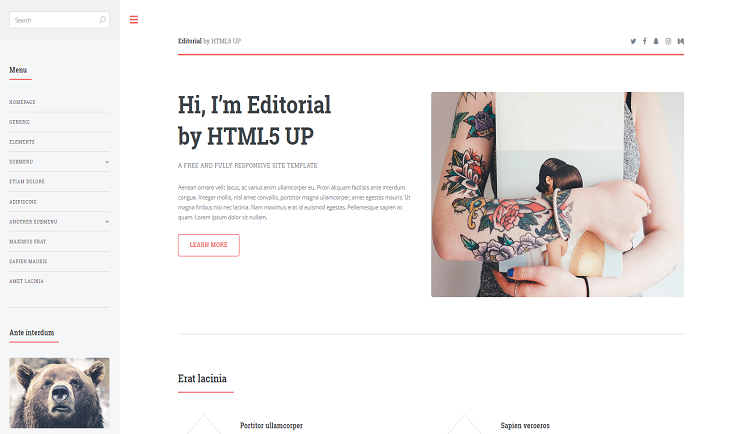 Search
Menu
HOMEPAGE
GENERIC
ELEMENTS
SUBMENU
ETIAM DOLORE
ADIPISCING
ANOTHER SUBMENU
MAXIMUS ERAT
SAPIEN MAURIS
AMET LACINIA
Ante interdum
Editorial by HTML5 UP
Hi, I'm Editorial
by HTML5 UP
A FREE AND FULLY RESPONSIVE SITE TEMPLATE
Aenean ornare velit lacus, ac varius enim ullamcorper eu. Proin aliquam facilisis ante interdum
congue. Integer mollis, nisl amet convallis, porttitor magna ullamcorper, amet egestas mauris. Ut
magna finibus nisi nec lacinia. Nam maximus erat id euismod egestas. Pellentesque sapien ac
quam. Lorem ipsum dolor sit nullam.
LEARN MORE
Erat lacinia
Portitor ullamcorper
Sapien veroeros